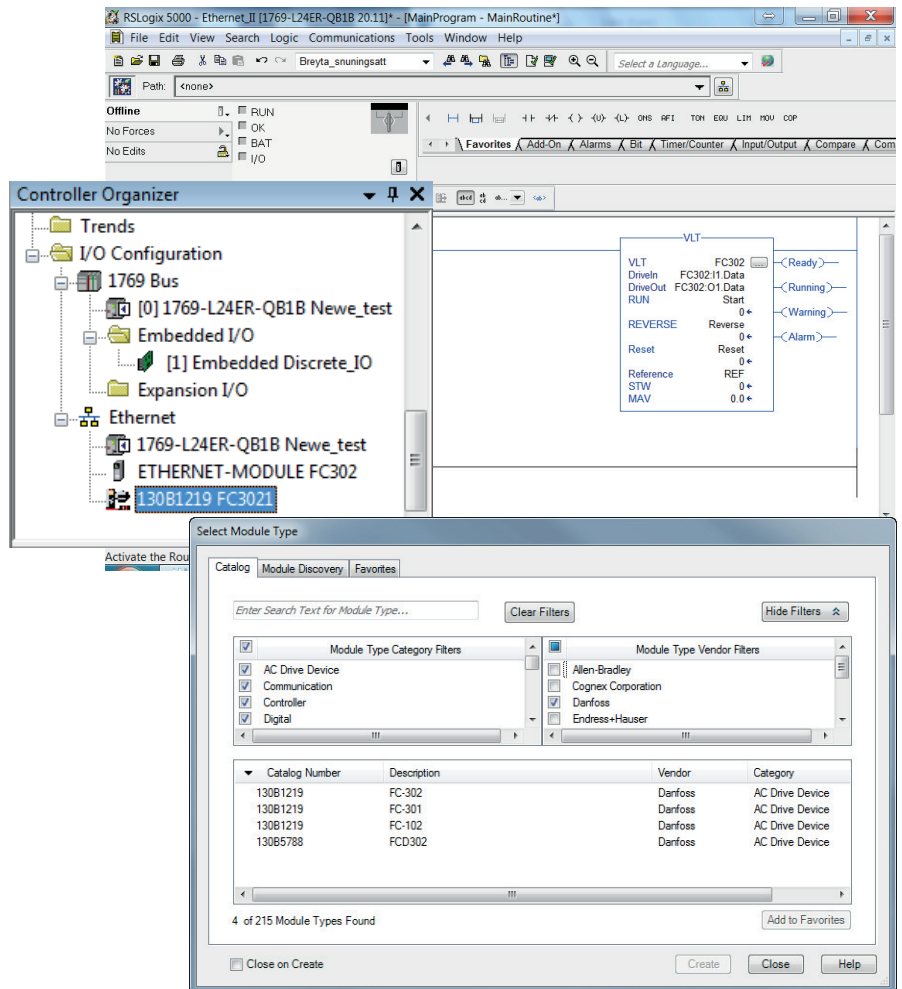 RSLogix 5000 - Ethernet_II [1769-L24ER-QB1B 20.11]* - [MainProgram - MainRoutine*]
File Edit View Search Logic Communications Tools Window Help
Breyta_snuningsatt
Select a Language...
Path: <none>
Offline
RUN
No Forces
OK
No Edits
BAT
I/O
ONS AFI TON EQU LIM MOV COP
Favorites Add-On Alarms Bit Timer/Counter Input/Output Compare Com
Controller Organizer
Trends
I/O Configuration
1769 Bus
[0] 1769-L24ER-QB1B Newe_test
Embedded I/O
[1] Embedded Discrete_IO
Expansion I/O
Ethernet
1769-L24ER-QB1B Newe_test
ETHERNET-MODULE FC302
130B1219 FC3021
VLT
VLT FC302 ... (Ready)
DriveIn FC302:I1.Data
DriveOut FC302:O1.Data (Running)
RUN Start
0 (Warning)
REVERSE Reverse
0 (Alarm)
Reset Reset
0
Reference REF
STW 0
MAV 0.0
Activate the Rou
Select Module Type
Catalog Module Discovery Favorites
Enter Search Text for Module Type...
Clear Filters
Hide Filters
Module Type Category Filters
Module Type Vendor Filters
AC Drive Device
Allen-Bradley
Communication
Cognex Corporation
Controller
Danfoss
Digital
Endress+Hauser
Catalog Number Description Vendor Category
130B1219 FC-302 Danfoss AC Drive Device
130B1219 FC-301 Danfoss AC Drive Device
130B1219 FC-102 Danfoss AC Drive Device
130B5788 FCD302 Danfoss AC Drive Device
4 of 215 Module Types Found
Add to Favorites
Close on Create
Create
Close
Help